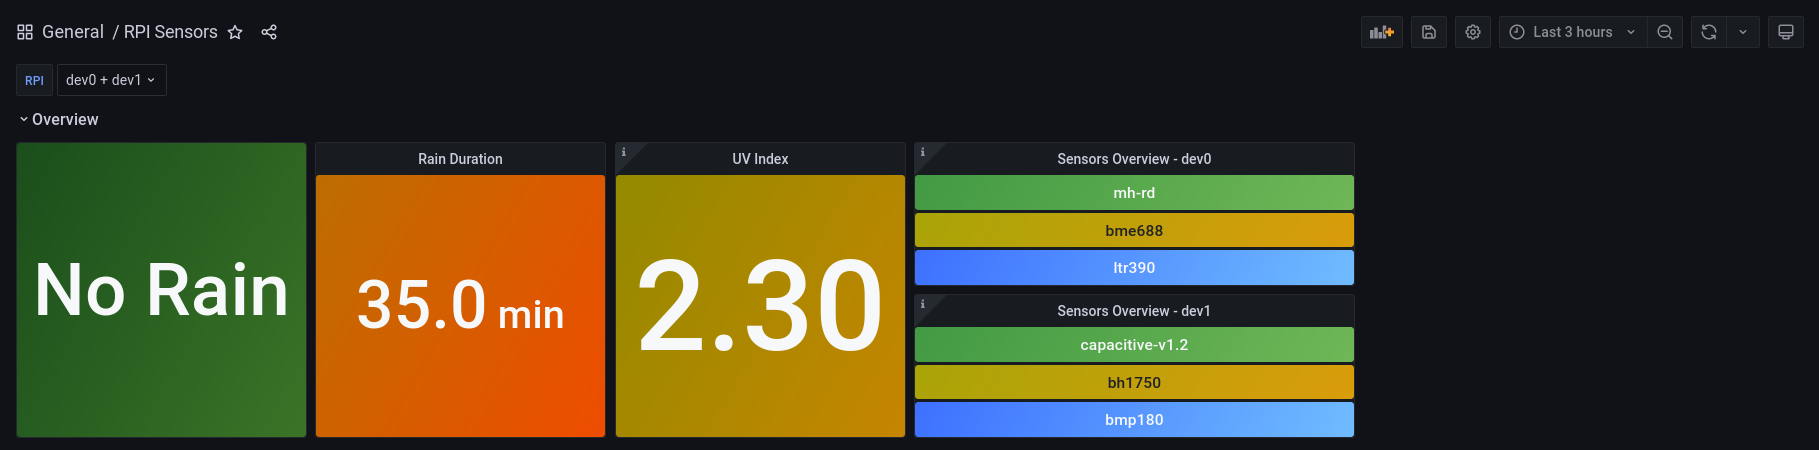 General / RPI Sensors
Last 3 hours
RPI
dev0 + dev1
Overview
No Rain
Rain Duration
35.0 min
UV Index
2.30
Sensors Overview - dev0
mh-rd
bme688
ltr390
Sensors Overview - dev1
capacitive-v1.2
bh1750
bmp180